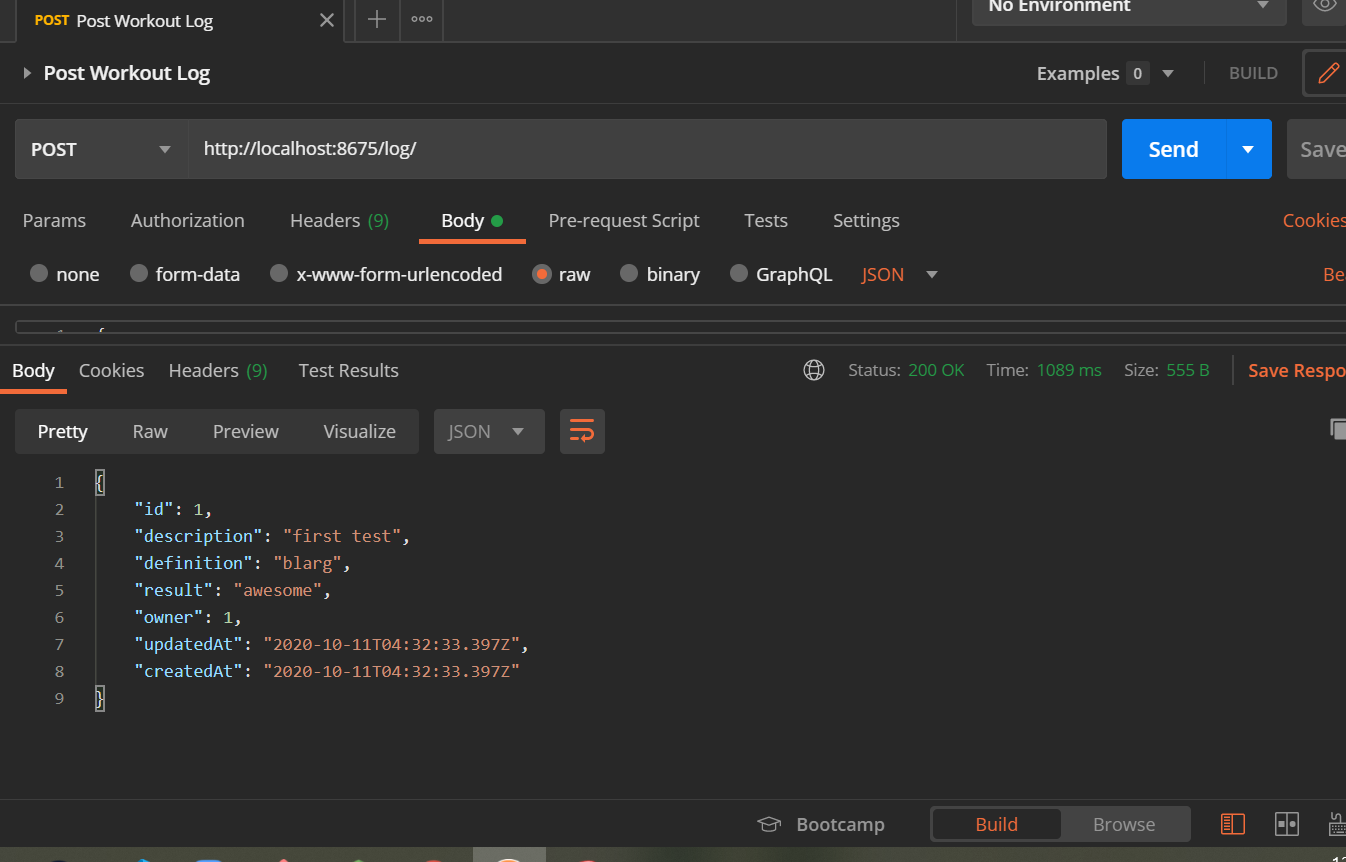 POST Post Workout Log
No Environment
Post Workout Log
Examples 0
BUILD
POST
http://localhost:8675/log/
Send
Save
Params Authorization Headers (9) Body Pre-request Script Tests Settings
Cookies
none form-data x-www-form-urlencoded raw binary GraphQL JSON
Body Cookies Headers (9) Test Results
Status: 200 OK Time: 1089 ms Size: 555 B
Save Respo
Pretty Raw Preview Visualize JSON
1 {
2 "id": 1,
3 "description": "first test",
4 "definition": "blarg",
5 "result": "awesome",
6 "owner": 1,
7 "updatedAt": "2020-10-11T04:32:33.397Z",
8 "createdAt": "2020-10-11T04:32:33.397Z"
9 }
Bootcamp Build Browse